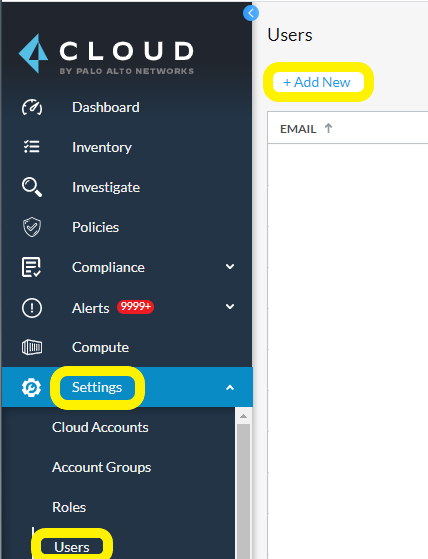 CLOUD
BY PALO ALTO NETWORKS
Dashboard
Inventory
Investigate
Policies
Compliance
Alerts 9999+
Compute
Settings
Cloud Accounts
Account Groups
Roles
Users
Users
+ Add New
EMAIL ↑